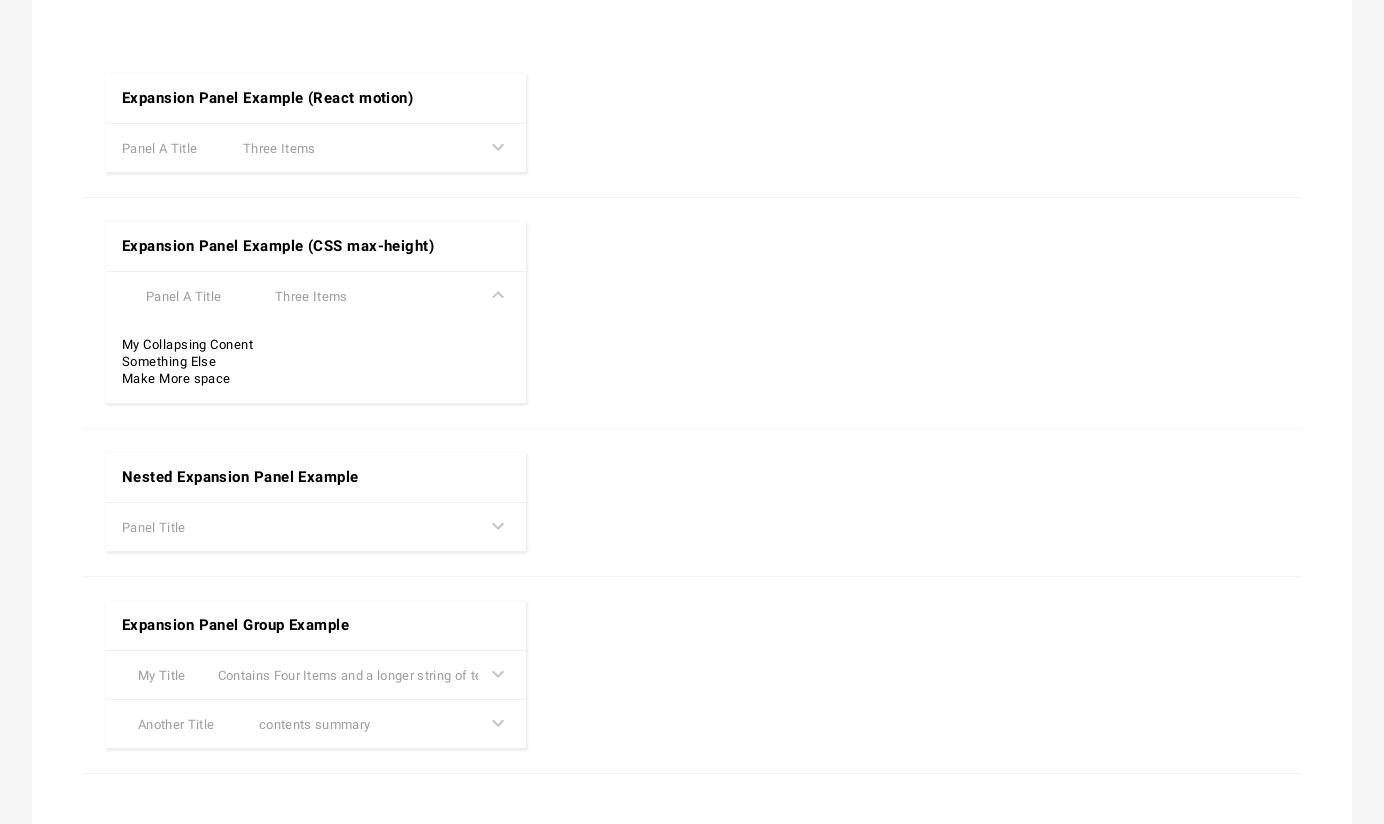 Expansion Panel Example (React motion)
Panel A Title Three Items
Expansion Panel Example (CSS max-height)
Panel A Title Three Items
My Collapsing Conent
Something Else
Make More space
Nested Expansion Panel Example
Panel Title
Expansion Panel Group Example
My Title Contains Four Items and a longer string of
Another Title contents summary